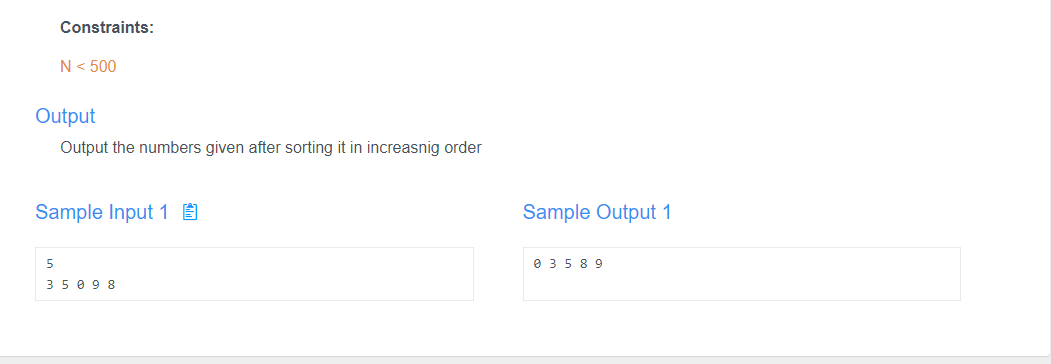 Constraints:
N < 500
Output
Output the numbers given after sorting it in increasnig order
Sample Input 1
5
3 5 0 9 8
Sample Output 1
0 3 5 8 9